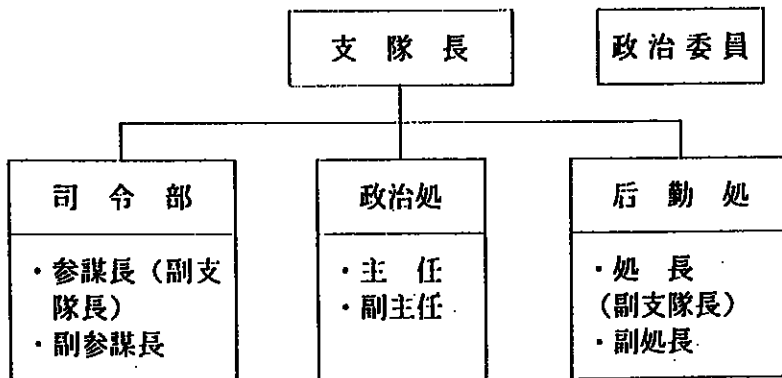 支隊長
政治委員
司令部
・参謀長（副支
隊長）
・副参謀長
政治処
・主任
・副主任
后勤処
・処長
（副支隊長）
・副処長